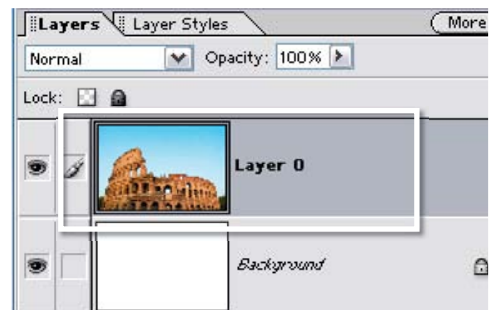 Layers Layer Styles More
Normal Opacity: 100%
Lock:
Layer 0
Background